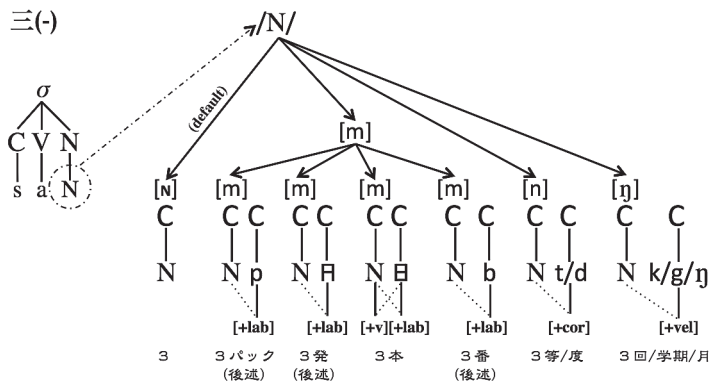 三(-)
/N/
σ
(default)
C V N
[m]
s a N
[ɴ] [m] [m] [m] [m] [n] [ŋ]
C C C C C C C C C C C C C
N N p N N N b N t/d N k/g/ŋ
[+lab] [+lab] [+v][+lab] [+lab] [+cor] [+vel]
3 3パック 3発 3本 3番 3等/度 3回/学期/月
(後述) (後述) (後述)